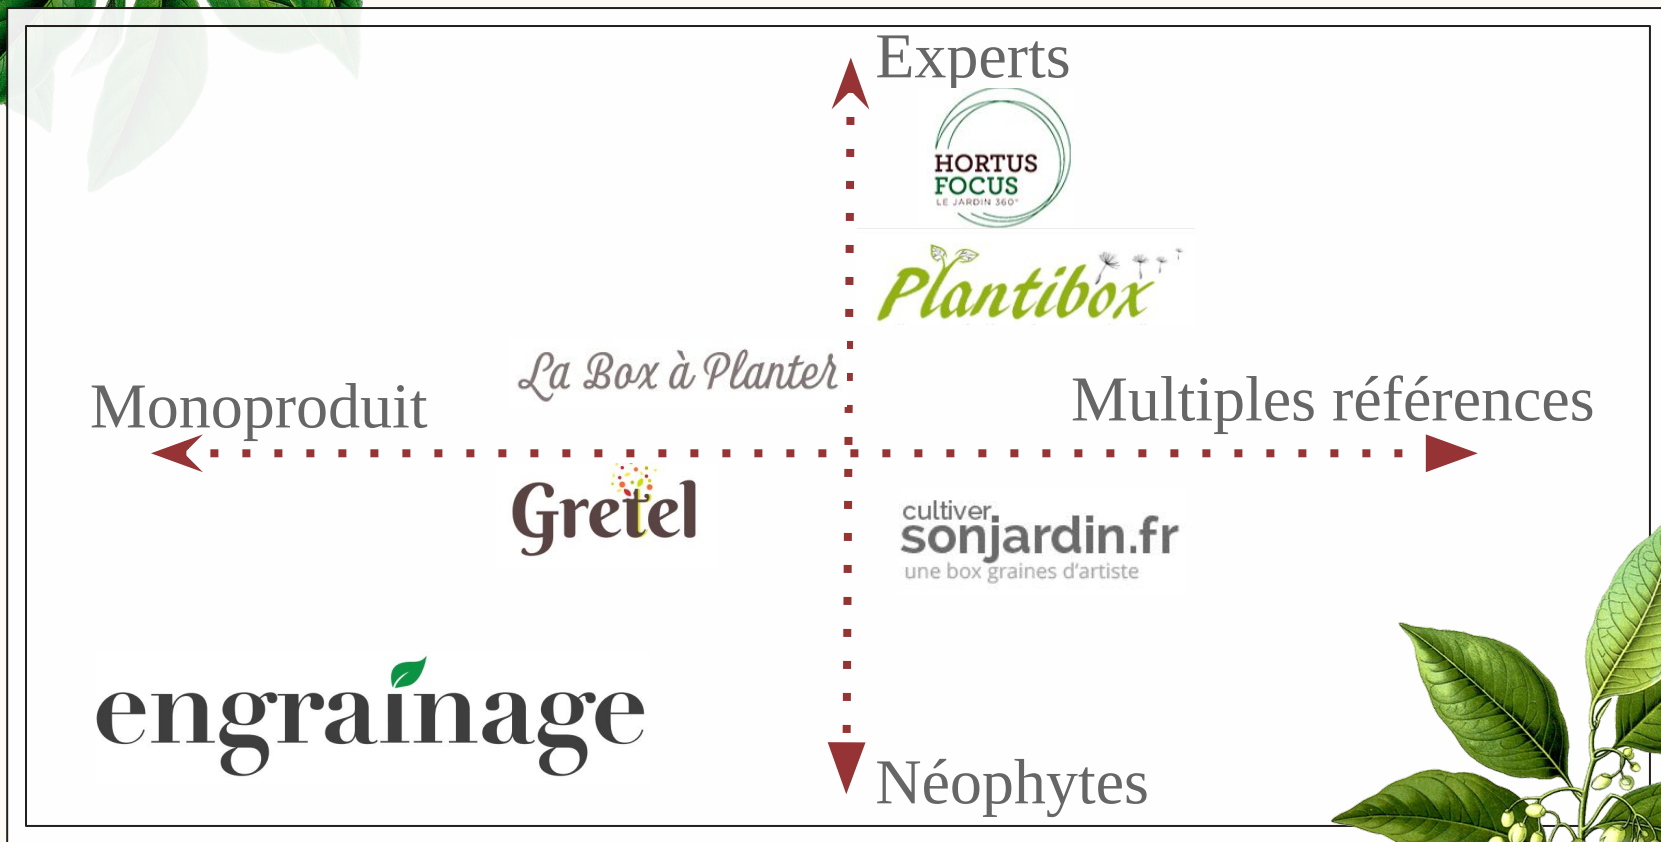 Experts
HORTUS
FOCUS
LE JARDIN 360°
Plantibox
La Box à Planter
Monoproduit
Multiples références
Gretel
cultiver
sonjardin.fr
une box graines d'artiste
engrainage
Néophytes